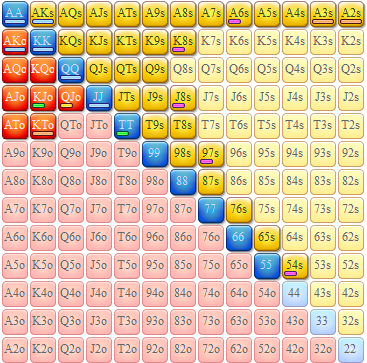 AA AKs AQs AJs ATs A9s A8s A7s A6s A5s A4s A3s A2s
AKo KK KQs KJs KTs K9s K8s K7s K6s K5s K4s K3s K2s
AQo KQo QQ QJs QTs Q9s Q8s Q7s Q6s Q5s Q4s Q3s Q2s
AJo KJo QJo JJ JTs J9s J8s J7s J6s J5s J4s J3s J2s
ATo KTo QTo JTo TT T9s T8s T7s T6s T5s T4s T3s T2s
A9o K9o Q9o J9o T9o 99 98s 97s 96s 95s 94s 93s 92s
A8o K8o Q8o J8o T8o 98o 88 87s 86s 85s 84s 83s 82s
A7o K7o Q7o J7o T7o 97o 87o 77 76s 75s 74s 73s 72s
A6o K6o Q6o J6o T6o 96o 86o 76o 66 65s 64s 63s 62s
A5o K5o Q5o J5o T5o 95o 85o 75o 65o 55 54s 53s 52s
A4o K4o Q4o J4o T4o 94o 84o 74o 64o 54o 44 43s 42s
A3o K3o Q3o J3o T3o 93o 83o 73o 63o 53o 43o 33 32s
A2o K2o Q2o J2o T2o 92o 82o 72o 62o 52o 42o 32o 22